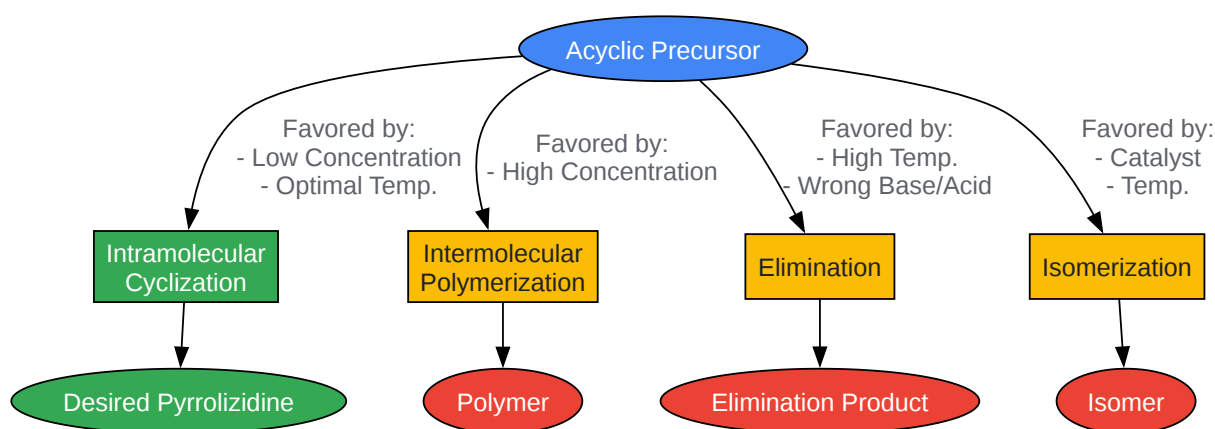 Acyclic Precursor
Favored by:
- Low Concentration
- Optimal Temp.
Favored by:
- High Concentration
Favored by:
- High Temp.
- Wrong Base/Acid
Favored by:
- Catalyst
- Temp.
Intramolecular
Cyclization
Intermolecular
Polymerization
Elimination
Isomerization
Desired Pyrrolizidine
Polymer
Elimination Product
Isomer